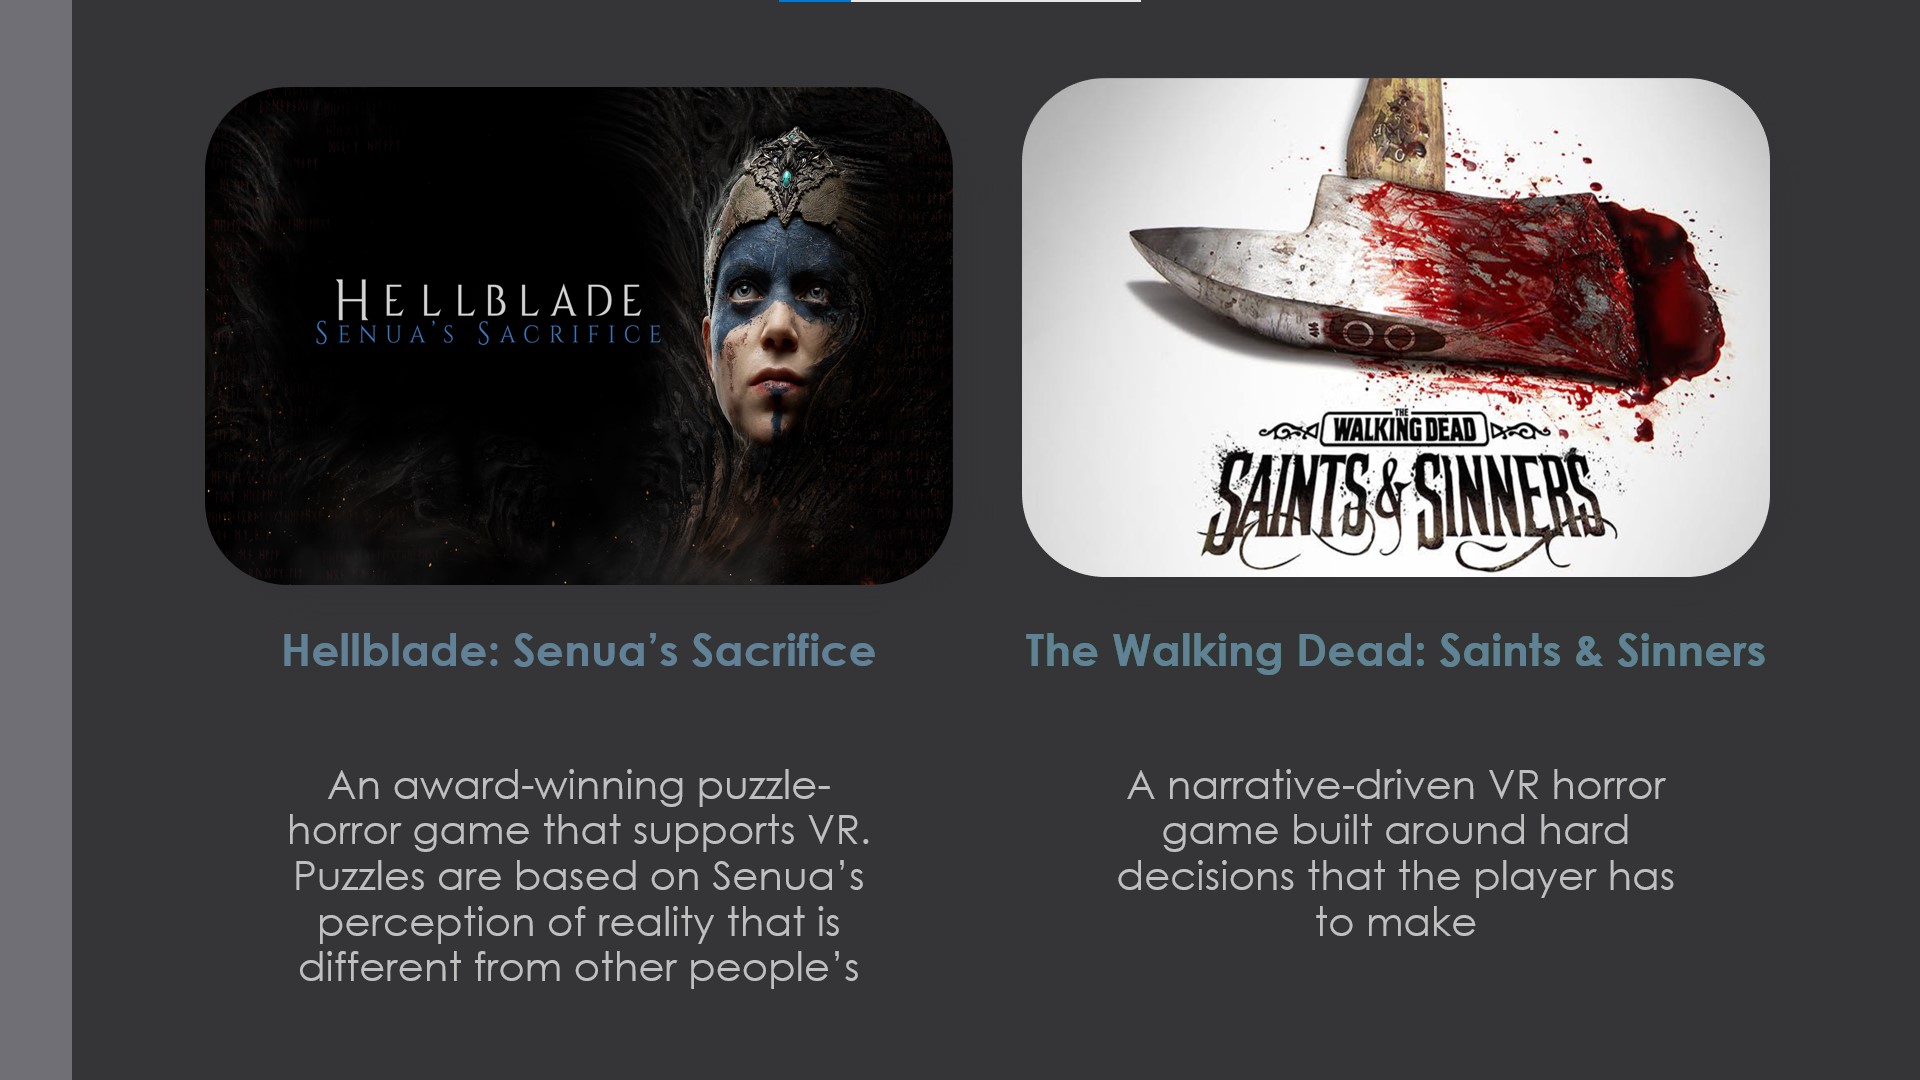 HELLBLADE
SENUA'S SACRIFICE
THE
WALKING DEAD
SAINTS & SINNERS
Hellblade: Senua’s Sacrifice
The Walking Dead: Saints & Sinners
An award-winning puzzle-
horror game that supports VR.
Puzzles are based on Senua’s
perception of reality that is
different from other people’s
A narrative-driven VR horror
game built around hard
decisions that the player has
to make